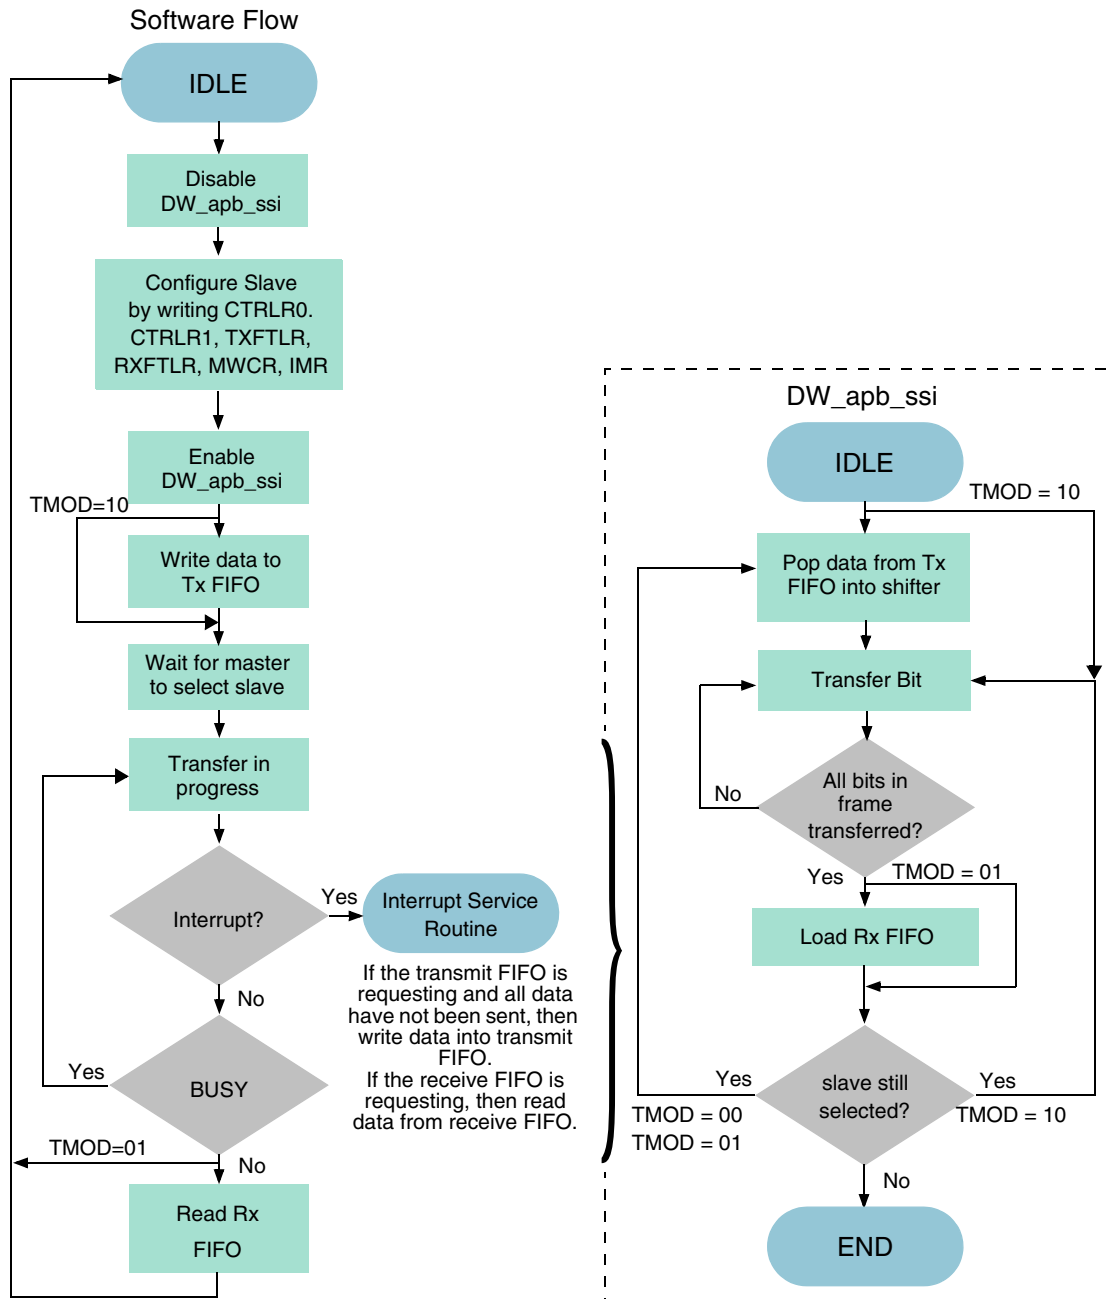 Software Flow
IDLE
Disable
DW_apb_ssi
Configure Slave
by writing CTRLR0.
CTRLR1, TXFTLR,
RXFTLR, MWCR, IMR
Enable
DW_apb_ssi
TMOD=10
Write data to
Tx FIFO
Wait for master
to select slave
Transfer in
progress
Interrupt?
Yes
Interrupt Service
Routine
If the transmit FIFO is
requesting and all data
have not been sent, then
write data into transmit
FIFO.
If the receive FIFO is
requesting, then read
data from receive FIFO.
No
Yes
BUSY
TMOD=01
No
Read Rx
FIFO
DW_apb_ssi
IDLE
TMOD = 10
Pop data from Tx
FIFO into shifter
Transfer Bit
All bits in
frame
transferred?
No
Yes
TMOD = 01
Load Rx FIFO
slave still
selected?
Yes
TMOD = 00
TMOD = 01
Yes
TMOD = 10
No
END